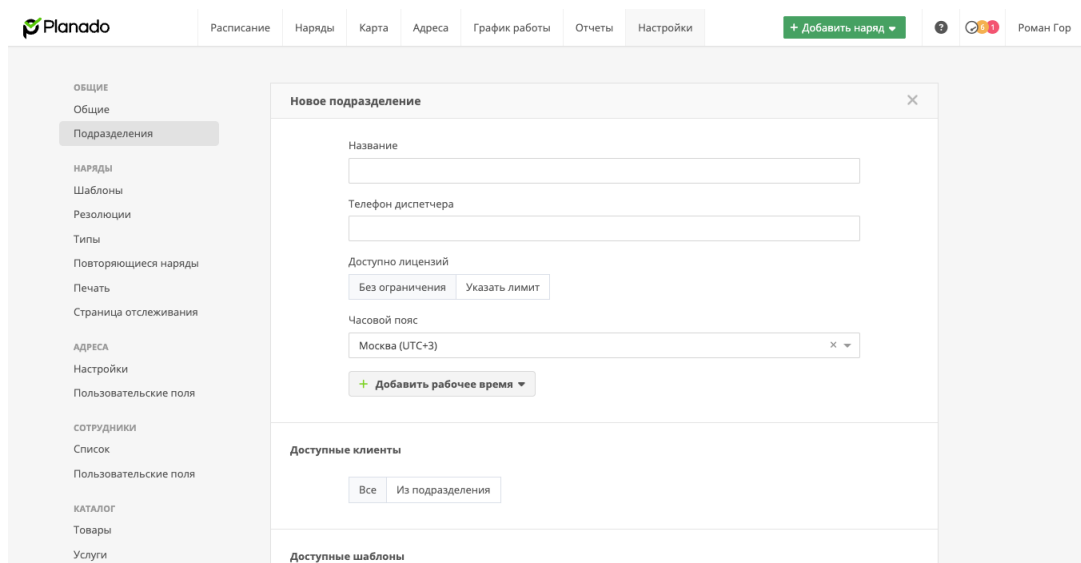 Planado
Расписание Наряды Карта Адреса График работы Отчеты Настройки + Добавить наряд ? 6 1 Роман Гор
ОБЩИЕ
Общие
Подразделения
НАРЯДЫ
Шаблоны
Резолюции
Типы
Повторяющиеся наряды
Печать
Страница отслеживания
АДРЕСА
Настройки
Пользовательские поля
СОТРУДНИКИ
Список
Пользовательские поля
КАТАЛОГ
Товары
Услуги
Новое подразделение
Название
Телефон диспетчера
Доступно лицензий
Без ограничения Указать лимит
Часовой пояс
Москва (UTC+3)
+ Добавить рабочее время
Доступные клиенты
Все Из подразделения
Доступные шаблоны